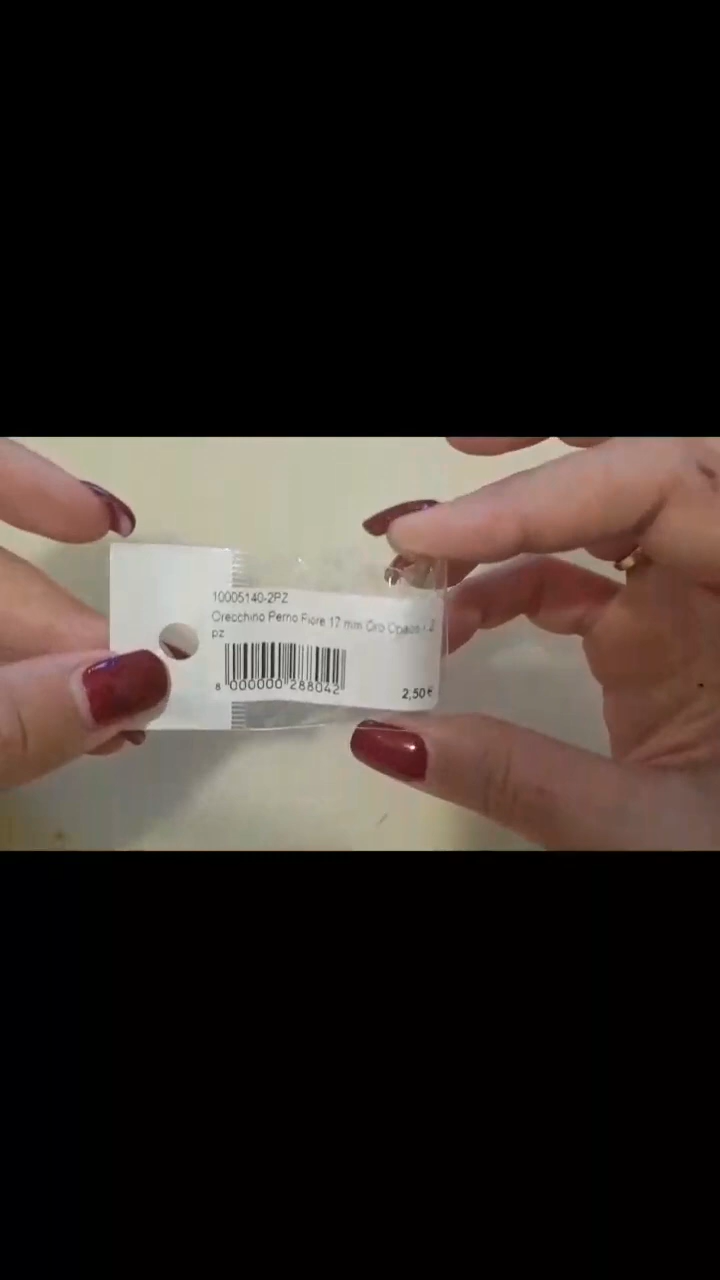 10005140-2PZ
Orecchino Perno Fiore 17 mm Oro Opaco - 2
pz
8 000000 288042
2,50 €